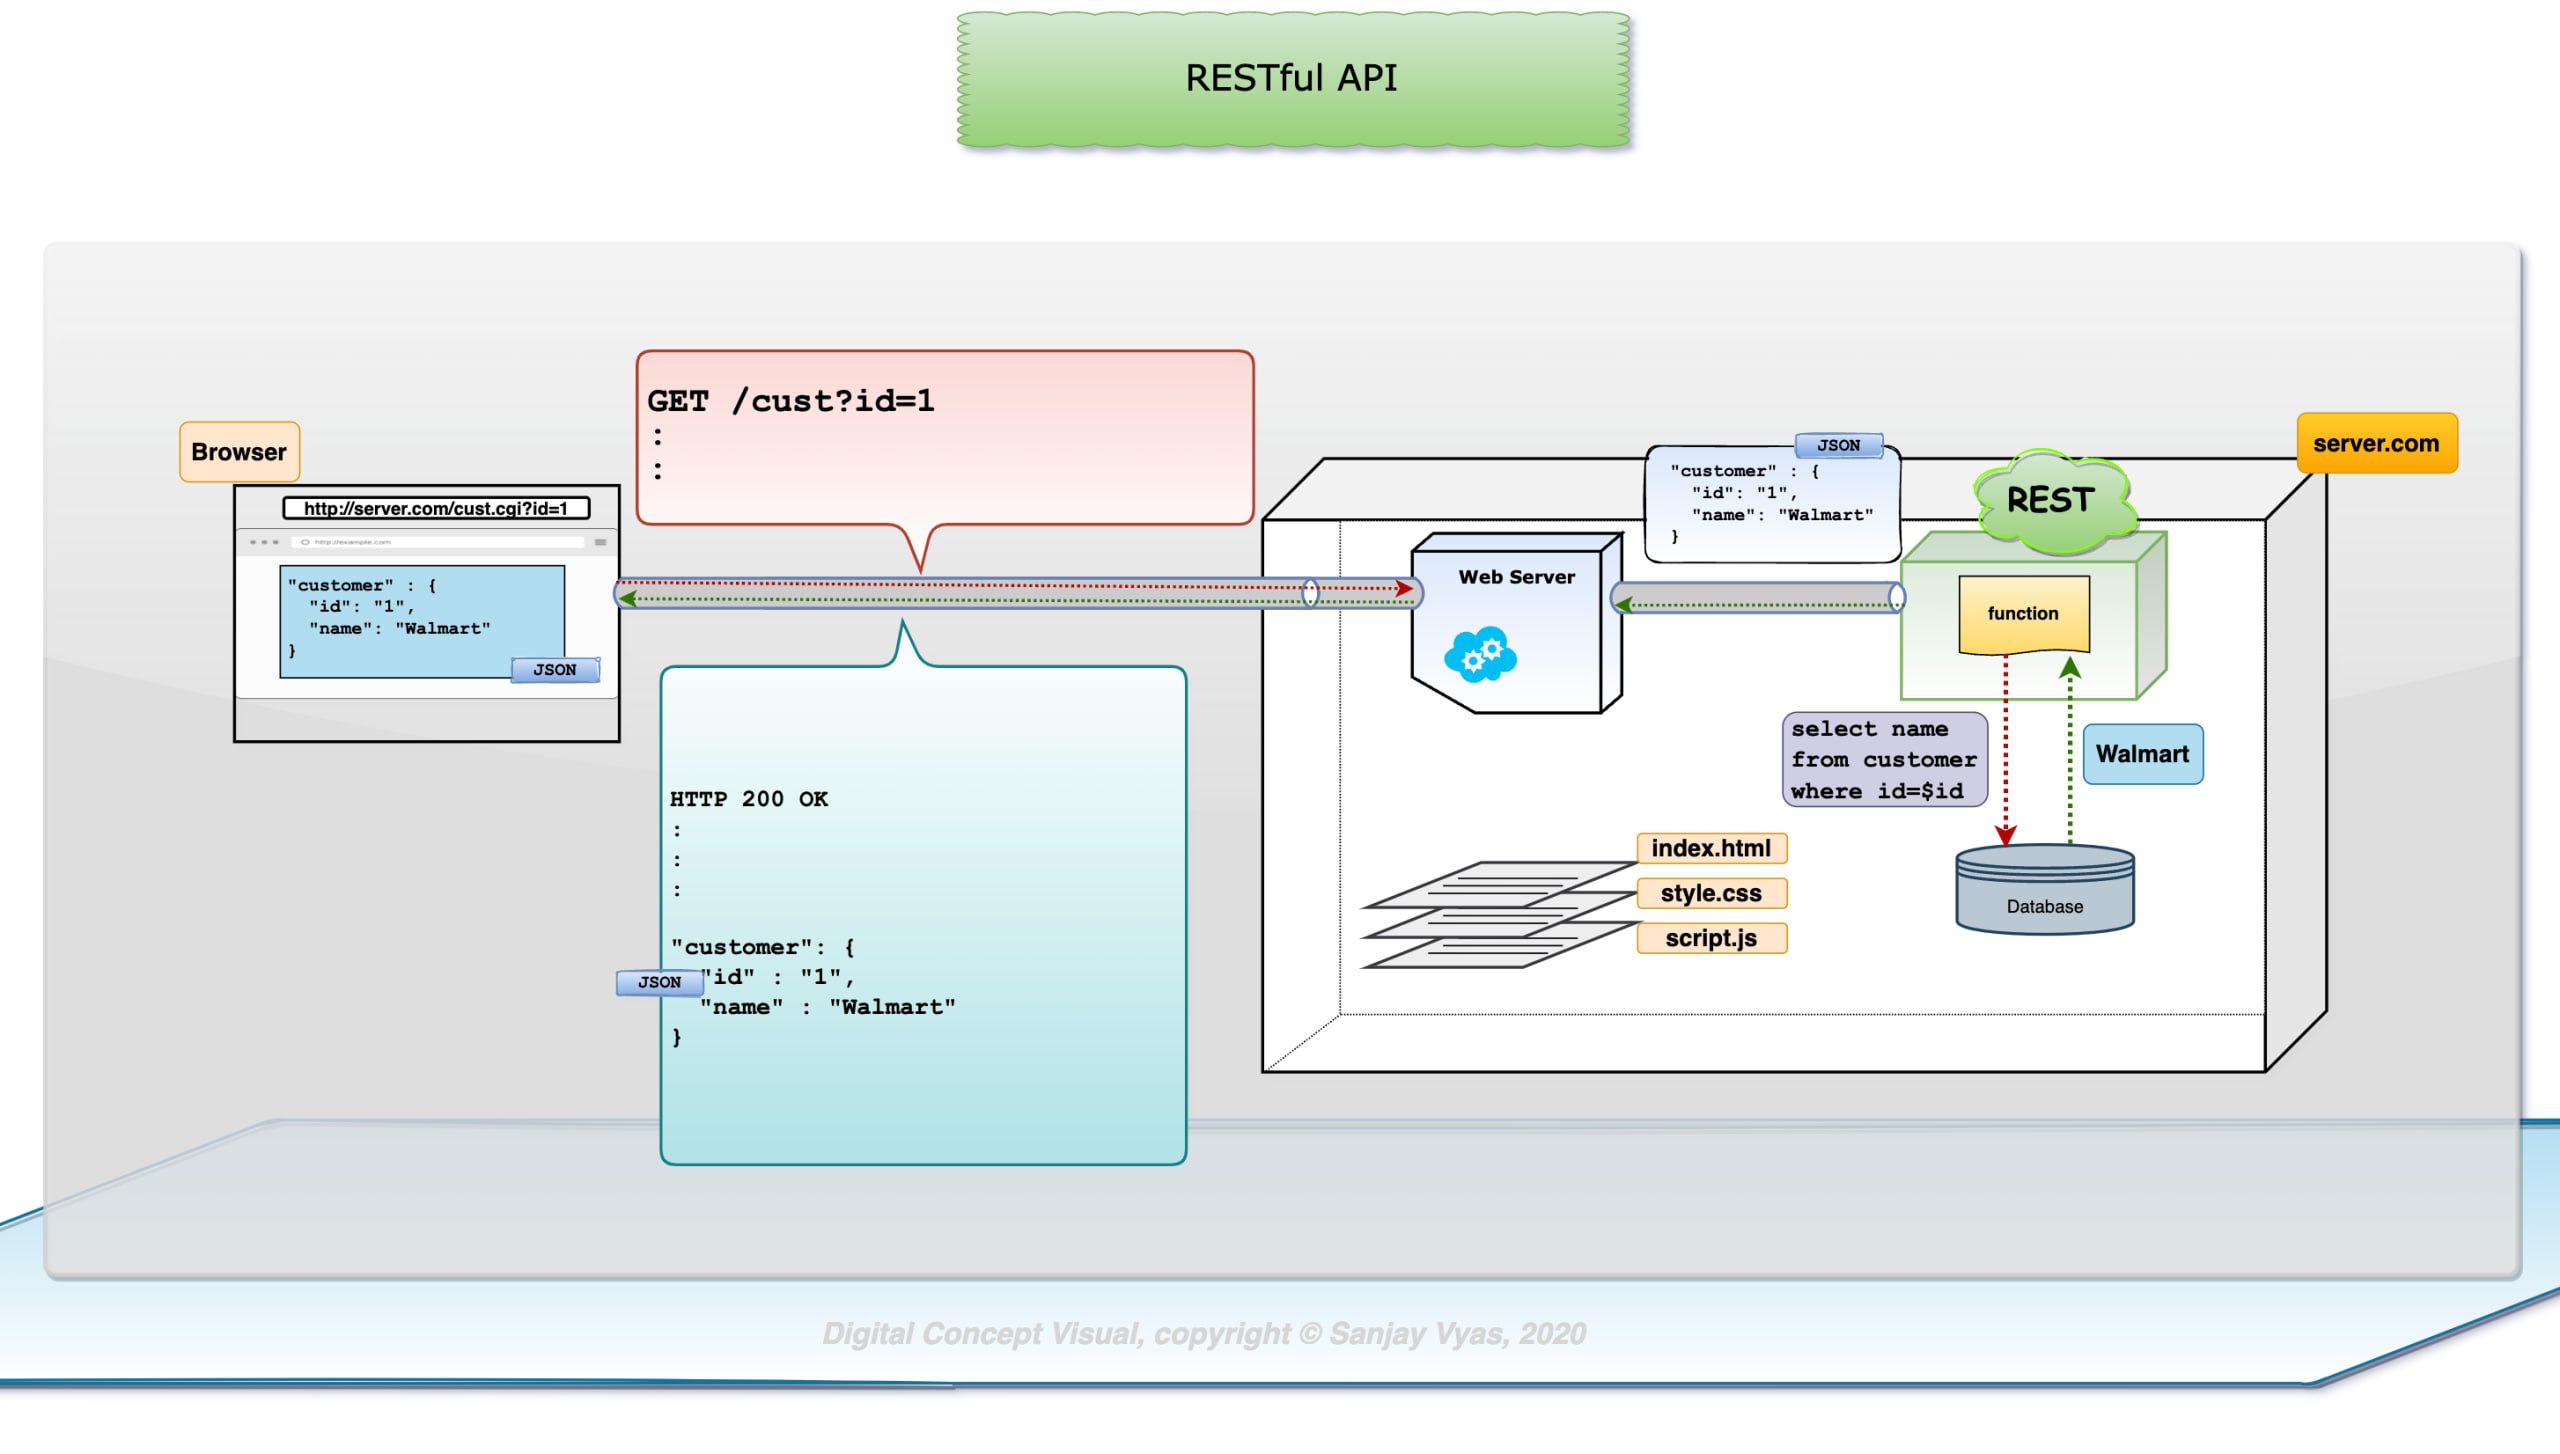 RESTful API
GET /cust?id=1
:
:
Browser
http://server.com/cust.cgi?id=1
http://example.com
"customer" : {
"id": "1",
"name": "Walmart"
}
JSON
HTTP 200 OK
:
:
:
"customer": {
"id" : "1",
"name" : "Walmart"
}
JSON
server.com
JSON
"customer" : {
"id": "1",
"name": "Walmart"
}
REST
Web Server
function
select name
from customer
where id=$id
Walmart
index.html
style.css
script.js
Database
Digital Concept Visual, copyright © Sanjay Vyas, 2020